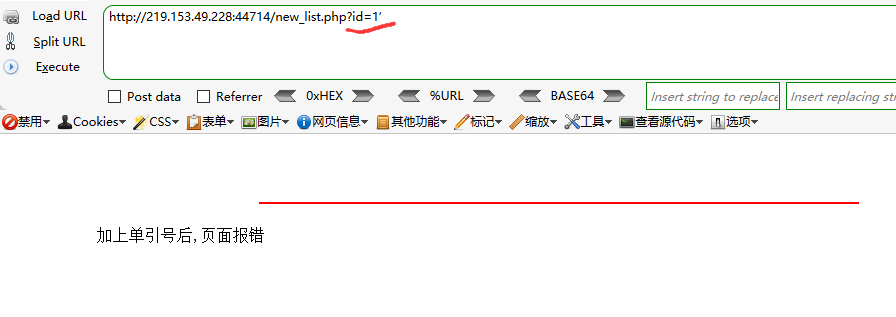 Load URL
http://219.153.49.228:44714/new_list.php?id=1'
Split URL
Execute
Post data Referrer 0xHEX %URL BASE64 Insert string to replace Insert replacing str
禁用 Cookies CSS 表单 图片 网页信息 其他功能 标记 缩放 工具 查看源代码 选项
加上单引号后,页面报错